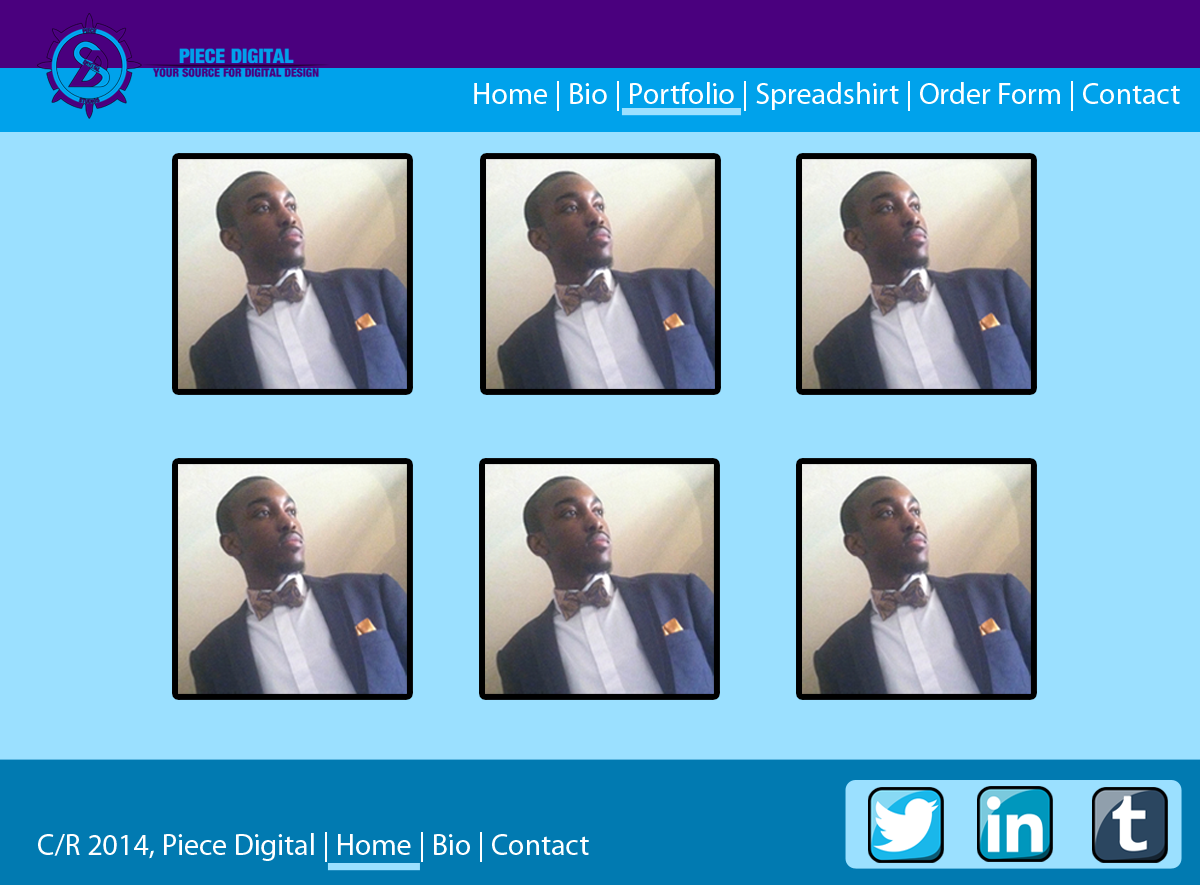 PIECE DIGITAL
YOUR SOURCE FOR DIGITAL DESIGN
Home | Bio | Portfolio | Spreadshirt | Order Form | Contact
C/R 2014, Piece Digital | Home | Bio | Contact
in
t